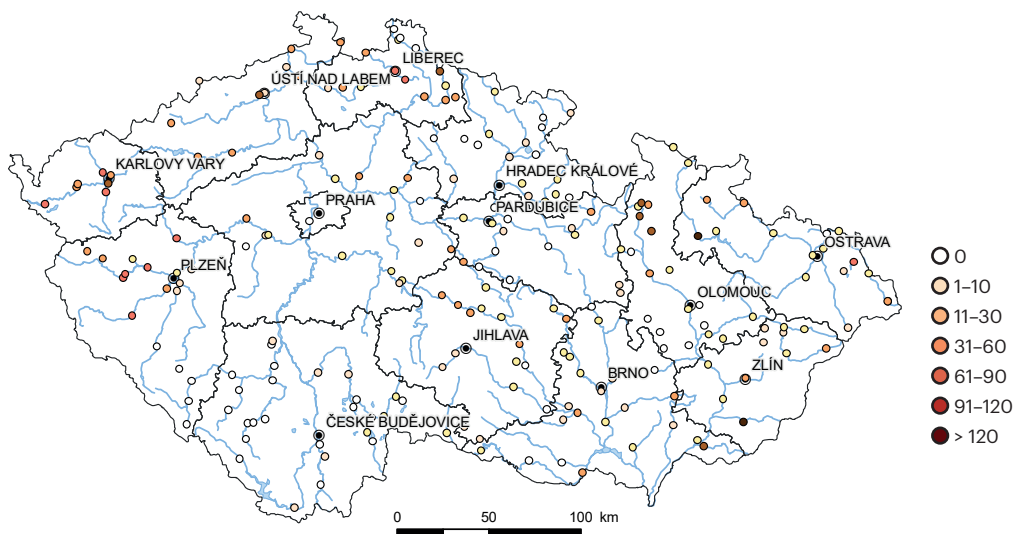 LIBEREC
ÚSTÍ NAD LABEM
KARLOVY VARY
HRADEC KRÁLOVÉ
PRAHA
PARDUBICE
OSTRAVA
PLZEŇ
OLOMOUC
JIHLAVA
ZLÍN
BRNO
ČESKÉ BUDĚJOVICE
0
1–10
11–30
31–60
61–90
91–120
> 120
0 50 100 km